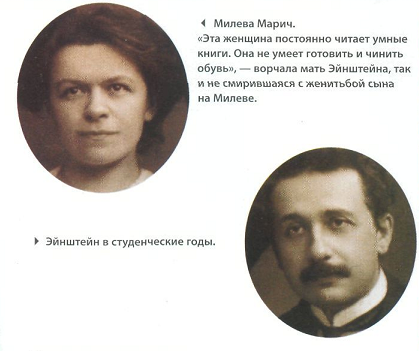 Милева Марич.
«Эта женщина постоянно читает умные
книги. Она не умеет готовить и чинить
обувь», — ворчала мать Эйнштейна, так
и не смирившаяся с женитьбой сына
на Милеве.
Эйнштейн в студенческие годы.